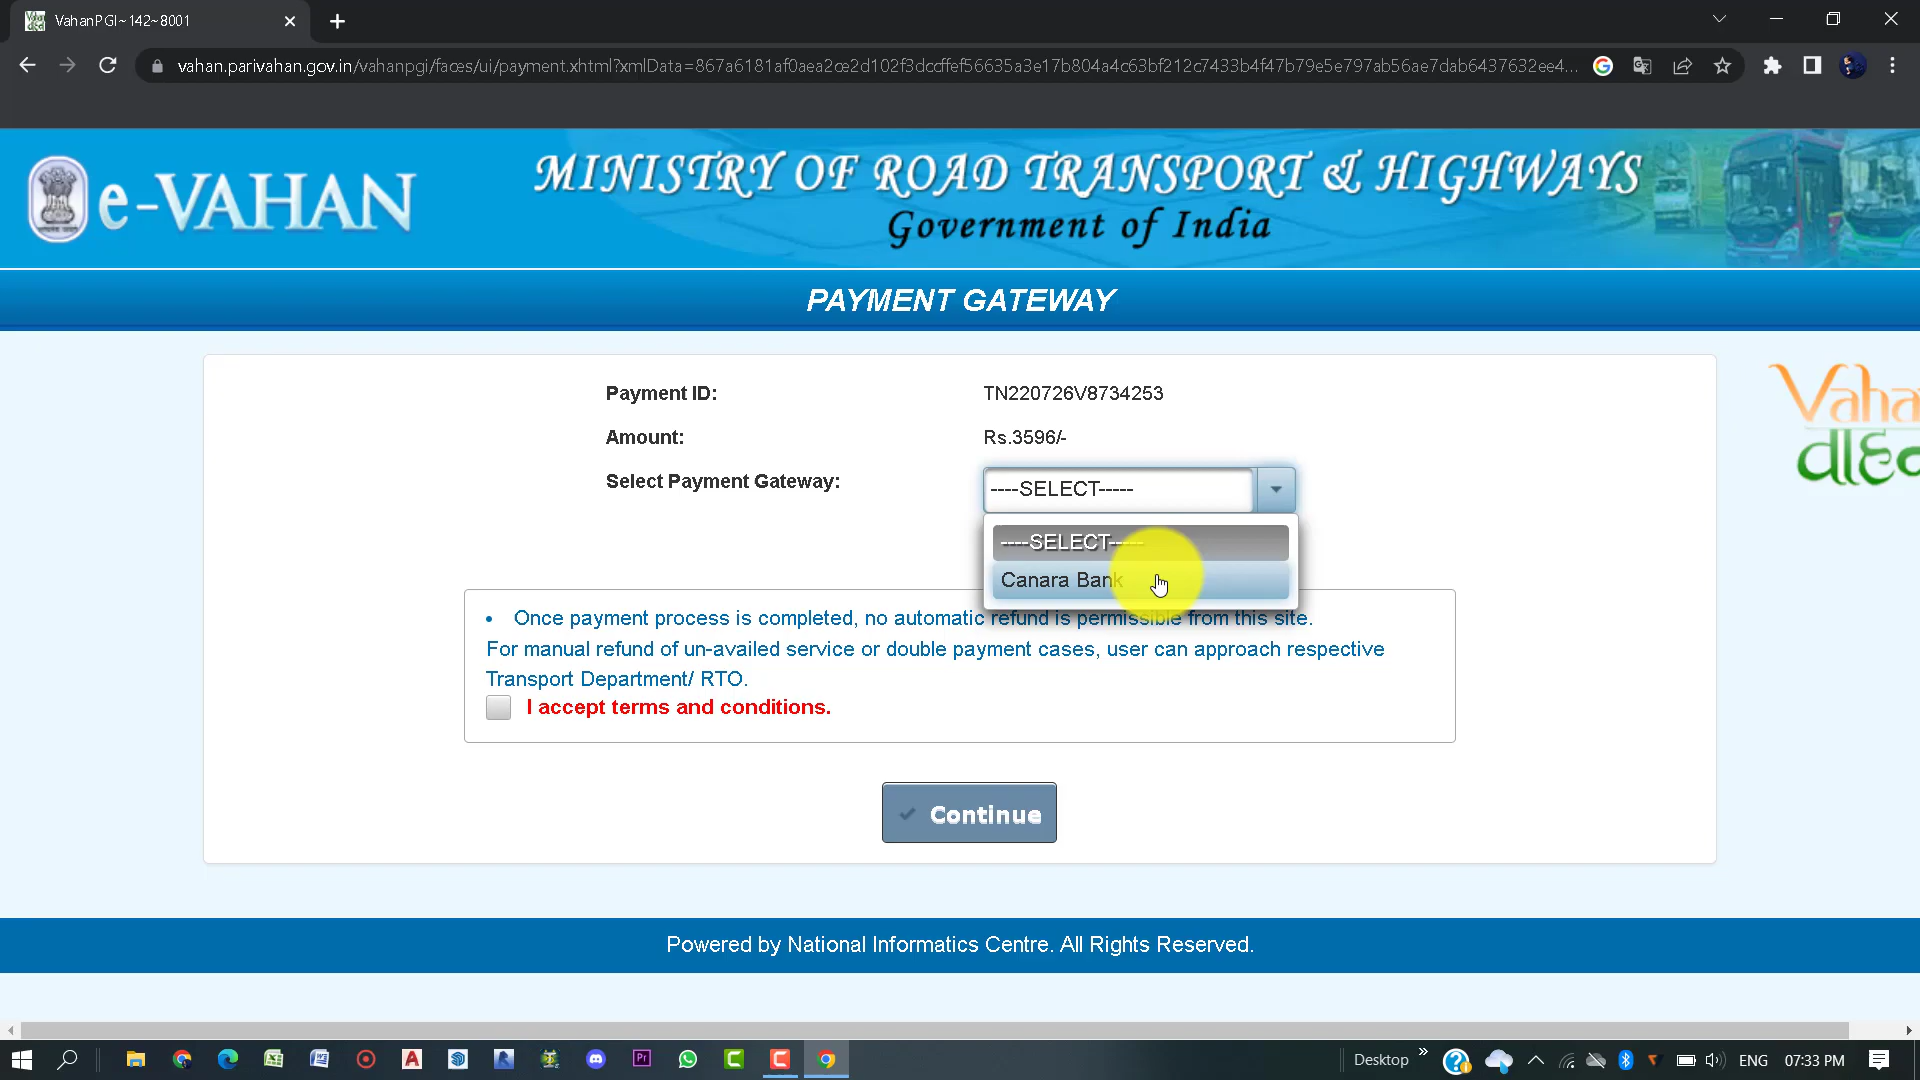 VahanPGI~142~8001
vahan.parivahan.gov.in/vahanpgi/faces/ui/payment.xhtml?xmlData=867a6181af0aea2ce2d102f3dcdffef56635a3e17b804a4c63bf212c7433b4f47b79e5e797ab56ae7dab6437632ee4...
e-VAHAN
MINISTRY OF ROAD TRANSPORT & HIGHWAYS
Government of India
PAYMENT GATEWAY
Payment ID: TN220726V8734253
Amount: Rs.3596/-
Select Payment Gateway: ----SELECT-----
----SELECT-----
Canara Bank
• Once payment process is completed, no automatic refund is permissible from this site.
For manual refund of un-availed service or double payment cases, user can approach respective
Transport Department/ RTO.
I accept terms and conditions.
Continue
Powered by National Informatics Centre. All Rights Reserved.
Desktop
ENG
07:33 PM